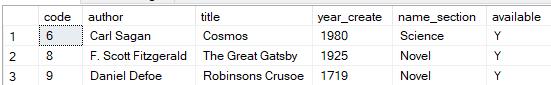 code author title year_create name_section available
1 6 Carl Sagan Cosmos 1980 Science Y
2 8 F. Scott Fitzgerald The Great Gatsby 1925 Novel Y
3 9 Daniel Defoe Robinsons Crusoe 1719 Novel Y